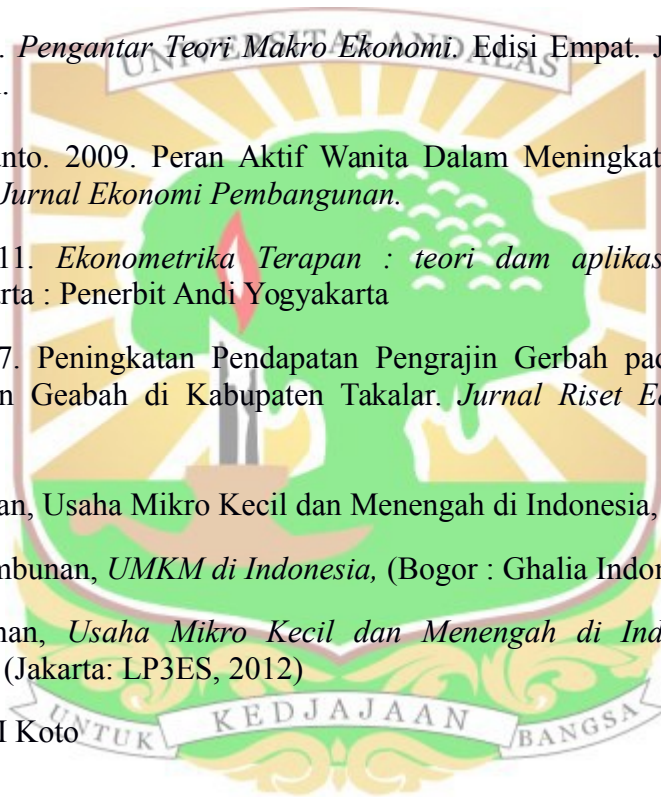 . Pengantar Teori Makro Ekonomi. Edisi Empat. J
UNIVERSITAS ANDALAS
.
nto. 2009. Peran Aktif Wanita Dalam Meningkat
Jurnal Ekonomi Pembangunan.
11. Ekonometrika Terapan : teori dam aplikas
rta : Penerbit Andi Yogyakarta
7. Peningkatan Pendapatan Pengrajin Gerbah pad
n Geabah di Kabupaten Takalar. Jurnal Riset Ed
an, Usaha Mikro Kecil dan Menengah di Indonesia,
mbunan, UMKM di Indonesia, (Bogor : Ghalia Indon
nan, Usaha Mikro Kecil dan Menengah di Ind
(Jakarta: LP3ES, 2012)
I Koto
UNTUK KEDJAJAAN BANGSA